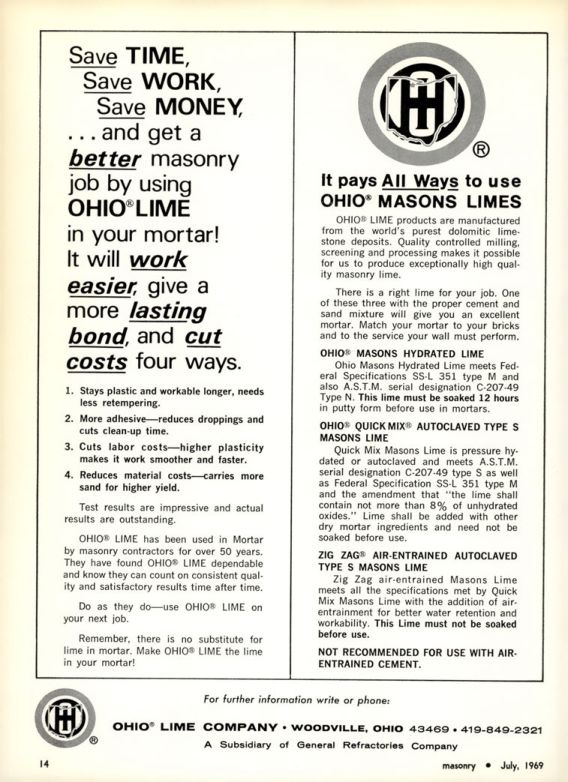 Save TIME,
Save WORK,
Save MONEY,
...and get a
better masonry
job by using
OHIO® LIME
in your mortar!
It will work
easier, give a
more lasting
bond, and cut
costs four ways.
1. Stays plastic and workable longer, needs
less retempering.
2. More adhesive—reduces droppings and
cuts clean-up time.
3. Cuts labor costs—higher plasticity
makes it work smoother and faster.
4. Reduces material costs—carries more
sand for higher yield.
Test results are impressive and actual
results are outstanding.
OHIO® LIME has been used in Mortar
by masonry contractors for over 50 years.
They have found OHIO® LIME dependable
and know they can count on consistent qual-
ity and satisfactory results time after time.
Do as they do—use OHIO® LIME on
your next job.
Remember, there is no substitute for
lime in mortar. Make OHIO® LIME the lime
in your mortar!
®
It pays All Ways to use
OHIO® MASONS LIMES
OHIO® LIME products are manufactured
from the world's purest dolomitic lime-
stone deposits. Quality controlled milling,
screening and processing makes it possible
for us to produce exceptionally high qual-
ity masonry lime.
There is a right lime for your job. One
of these three with the proper cement and
sand mixture will give you an excellent
mortar. Match your mortar to your bricks
and to the service your wall must perform.
OHIO® MASONS HYDRATED LIME
Ohio Masons Hydrated Lime meets Fed-
eral Specifications SS-L 351 type M and
also A.S.T.M. serial designation C-207-49
Type N. This lime must be soaked 12 hours
in putty form before use in mortars.
OHIO® QUICK MIX® AUTOCLAVED TYPE S
MASONS LIME
Quick Mix Masons Lime is pressure hy-
dated or autoclaved and meets A.S.T.M.
serial designation C-207-49 type S as well
as Federal Specification SS-L 351 type M
and the amendment that "the lime shall
contain not more than 8% of unhydrated
oxides." Lime shall be added with other
dry mortar ingredients and need not be
soaked before use.
ZIG ZAG® AIR-ENTRAINED AUTOCLAVED
TYPE S MASONS LIME
Zig Zag air-entrained Masons Lime
meets all the specifications met by Quick
Mix Masons Lime with the addition of air-
entrainment for better water retention and
workability. This Lime must not be soaked
before use.
NOT RECOMMENDED FOR USE WITH AIR-
ENTRAINED CEMENT.
For further information write or phone:
®
OHIO® LIME COMPANY • WOODVILLE, OHIO 43469 • 419-849-2321
A Subsidiary of General Refractories Company
14
masonry • July, 1969